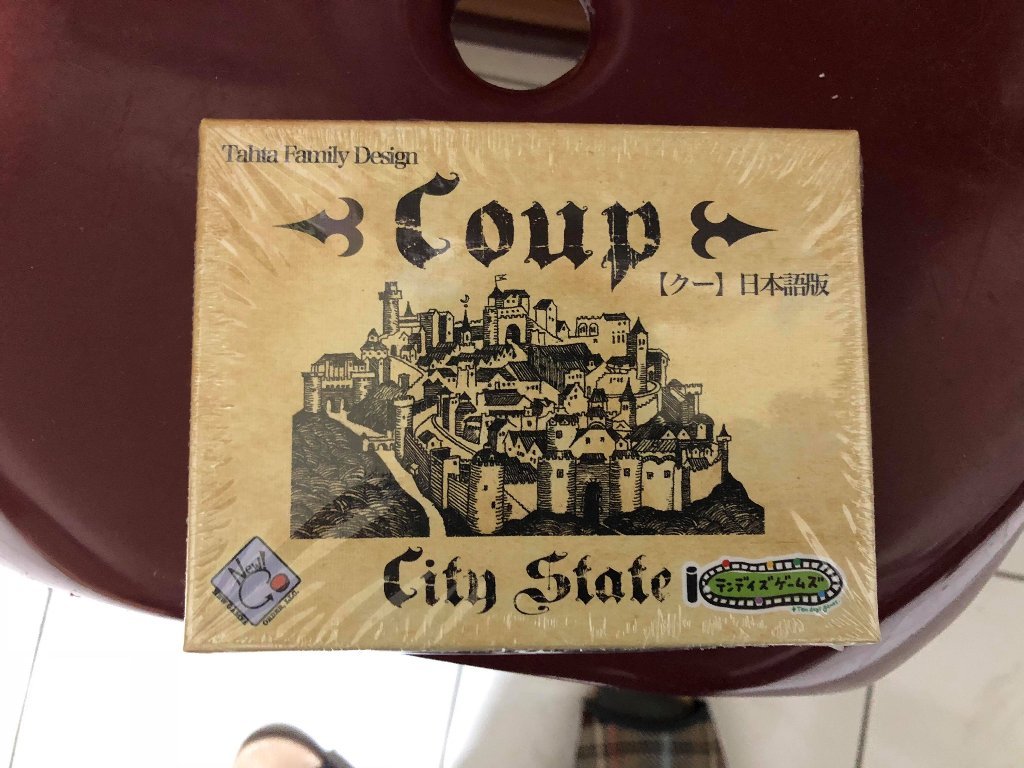 Tahta Family Design
Coup
【クー】日本語版
City State i
テンデイズゲームズ
New!